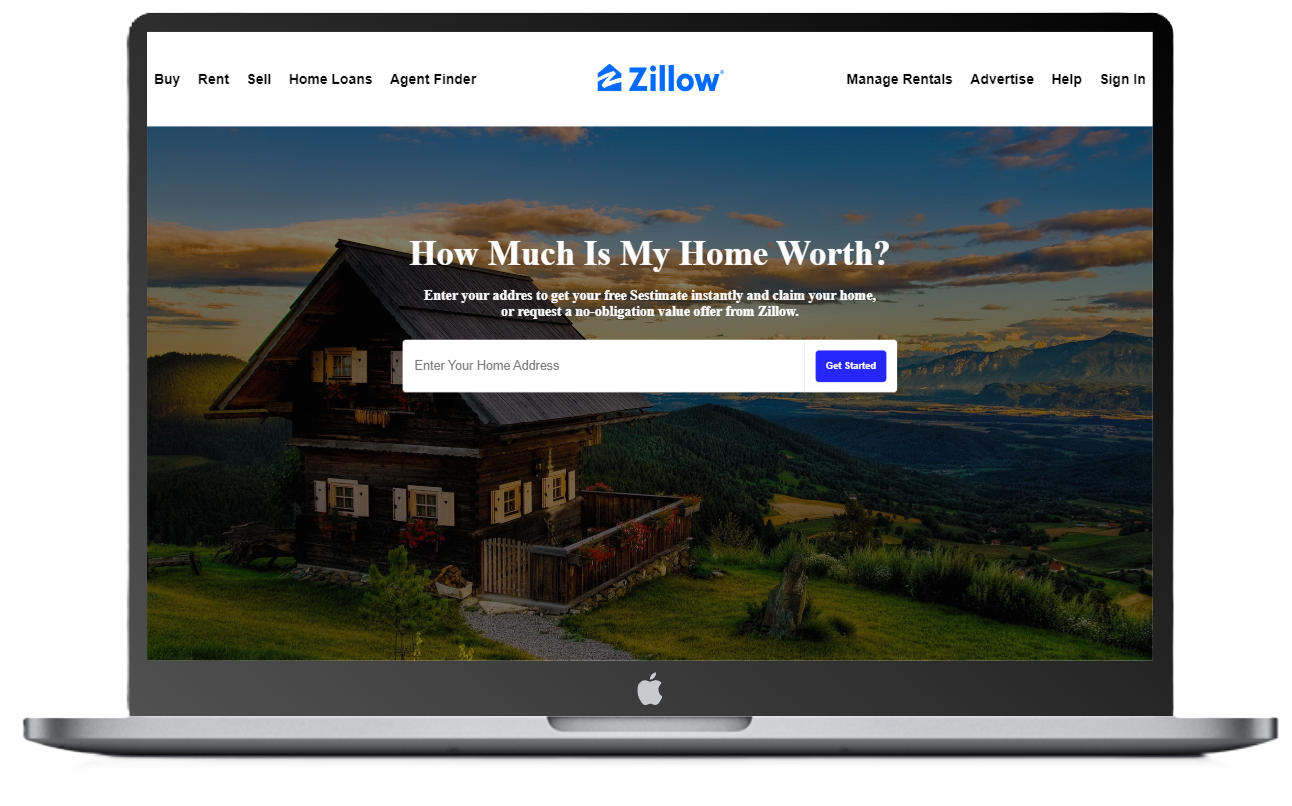 Buy Rent Sell Home Loans Agent Finder Zillow® Manage Rentals Advertise Help Sign In
How Much Is My Home Worth?
Enter your addres to get your free Sestimate instantly and claim your home,
or request a no-obligation value offer from Zillow.
Enter Your Home Address Get Started